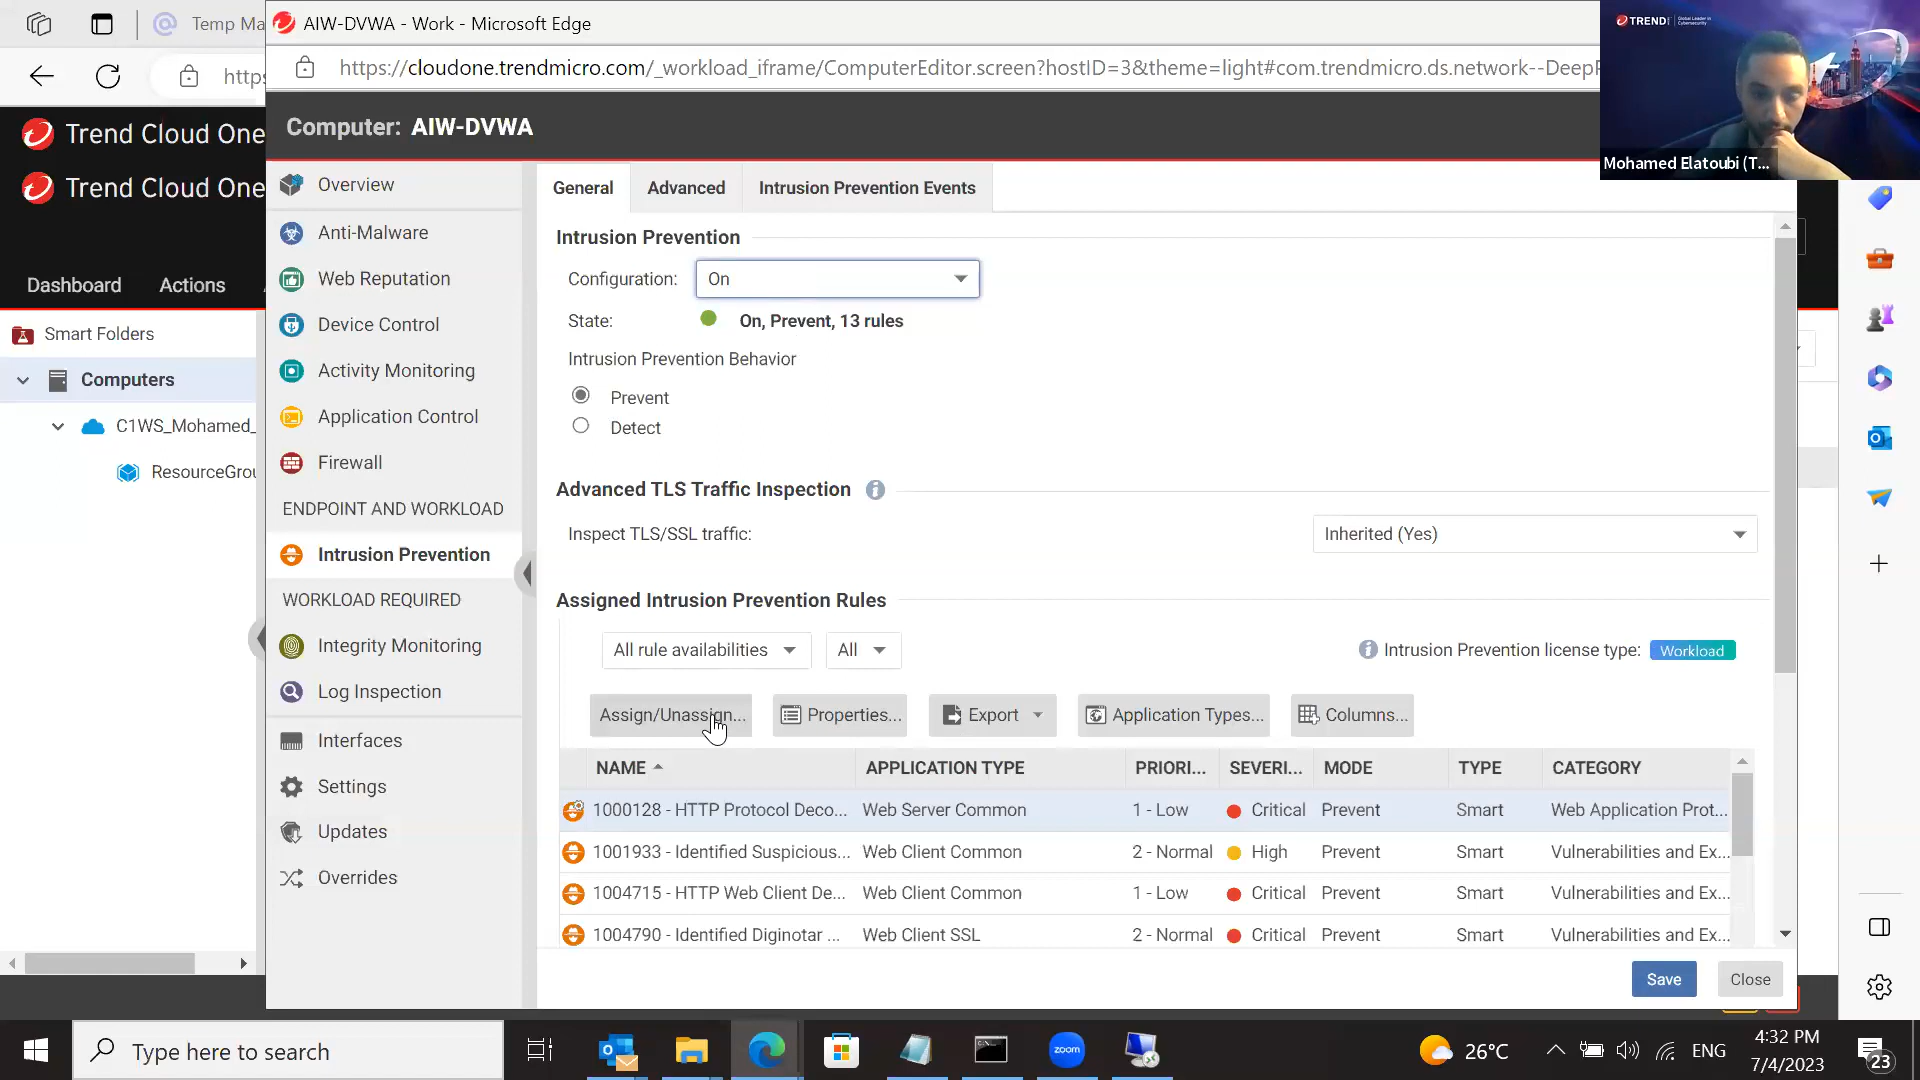 Temp Ma
AIW-DVWA - Work - Microsoft Edge
https:
https://cloudone.trendmicro.com/_workload_iframe/ComputerEditor.screen?hostID=3&theme=light#com.trendmicro.ds.network--DeepP
TREND
Global Leader in
Cybersecurity
Mohamed Elatoubi (T...
Trend Cloud One
Trend Cloud One
Dashboard
Actions
Smart Folders
Computers
C1WS_Mohamed_
ResourceGrou
Computer: AIW-DVWA
Overview
Anti-Malware
Web Reputation
Device Control
Activity Monitoring
Application Control
Firewall
ENDPOINT AND WORKLOAD
Intrusion Prevention
WORKLOAD REQUIRED
Integrity Monitoring
Log Inspection
Interfaces
Settings
Updates
Overrides
General
Advanced
Intrusion Prevention Events
Intrusion Prevention
Configuration: On
State: On, Prevent, 13 rules
Intrusion Prevention Behavior
Prevent
Detect
Advanced TLS Traffic Inspection
Inspect TLS/SSL traffic: Inherited (Yes)
Assigned Intrusion Prevention Rules
All rule availabilities All Intrusion Prevention license type: Workload
Assign/Unassign... Properties... Export Application Types... Columns...
NAME APPLICATION TYPE PRIORI... SEVERI... MODE TYPE CATEGORY
1000128 - HTTP Protocol Deco... Web Server Common 1 - Low Critical Prevent Smart Web Application Prot...
1001933 - Identified Suspicious... Web Client Common 2 - Normal High Prevent Smart Vulnerabilities and Ex...
1004715 - HTTP Web Client De... Web Client Common 1 - Low Critical Prevent Smart Vulnerabilities and Ex...
1004790 - Identified Diginotar ... Web Client SSL 2 - Normal Critical Prevent Smart Vulnerabilities and Ex...
Save
Close
Type here to search
zoom
26°C
ENG
4:32 PM
7/4/2023
23